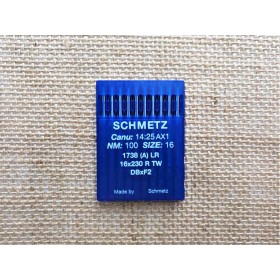 SCHMETZ
Canu: 14:25 AX1
NM: 100 SIZE: 16
1738 (A) LR
16x230 R TW
DBxF2
Made by Schmetz